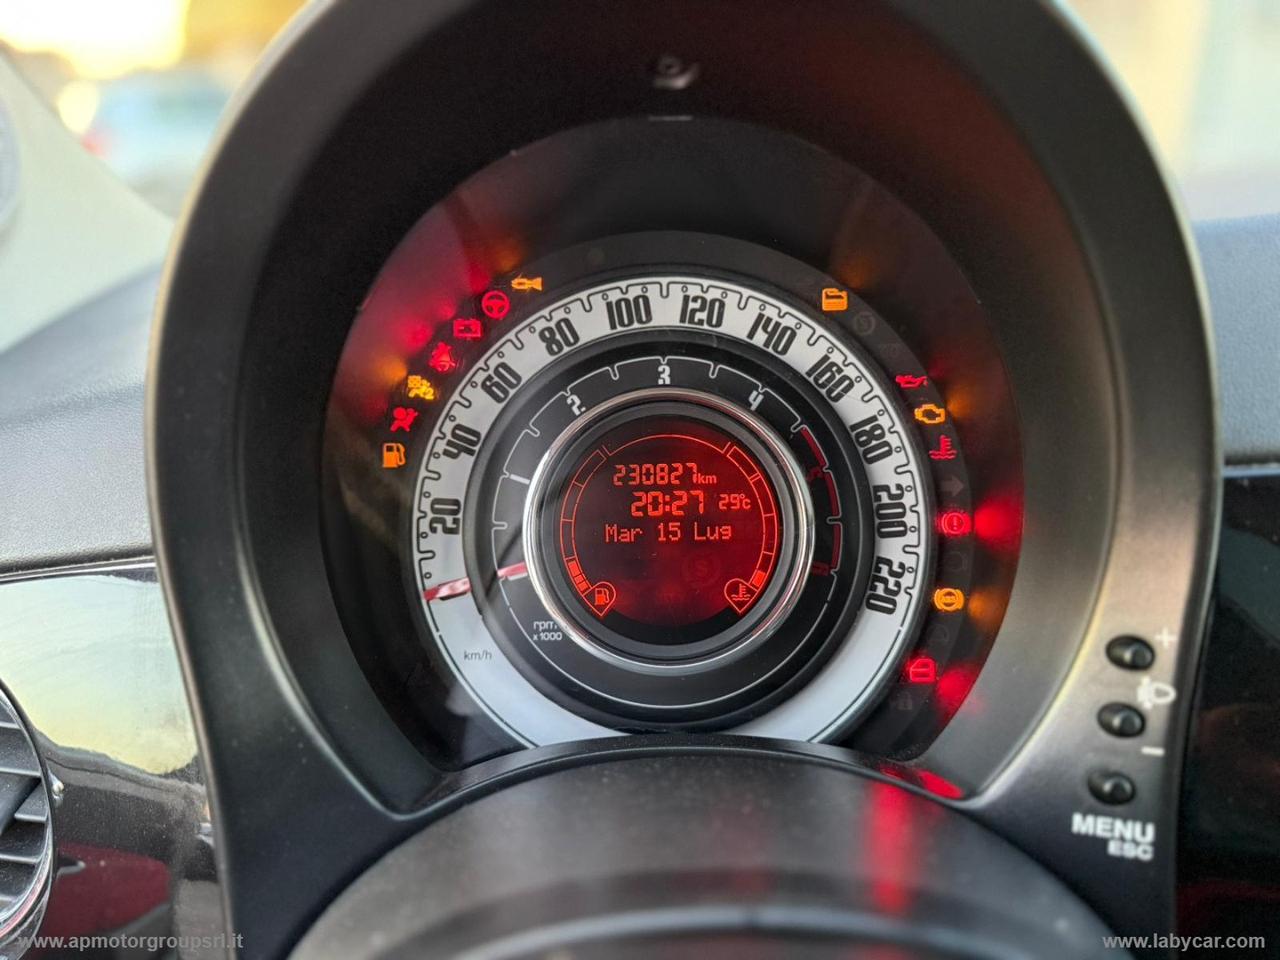 20
40
60
80
100
120
140
160
180
200
220
2
3
4
230827km
20:27 29°c
Mar 15 Lug
rpm
x1000
km/h
ABS
+
−
MENU
ESC
www.apmotorgroupsrl.it
www.labycar.com